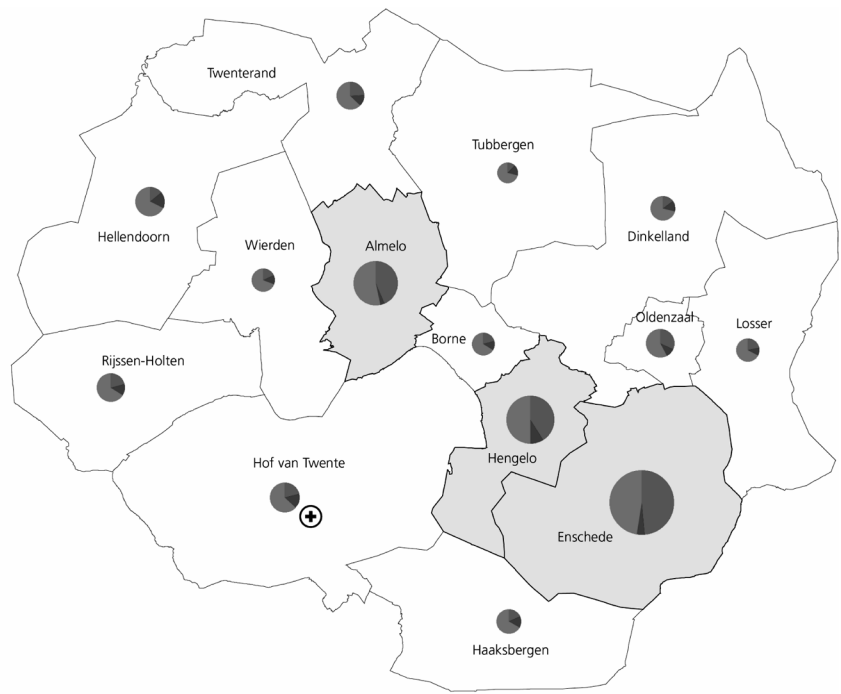 Twenterand
Tubbergen
Hellendoorn
Wierden
Almelo
Dinkelland
Oldenzaal
Losser
Borne
Rijssen-Holten
Hengelo
Hof van Twente
Enschede
Haaksbergen